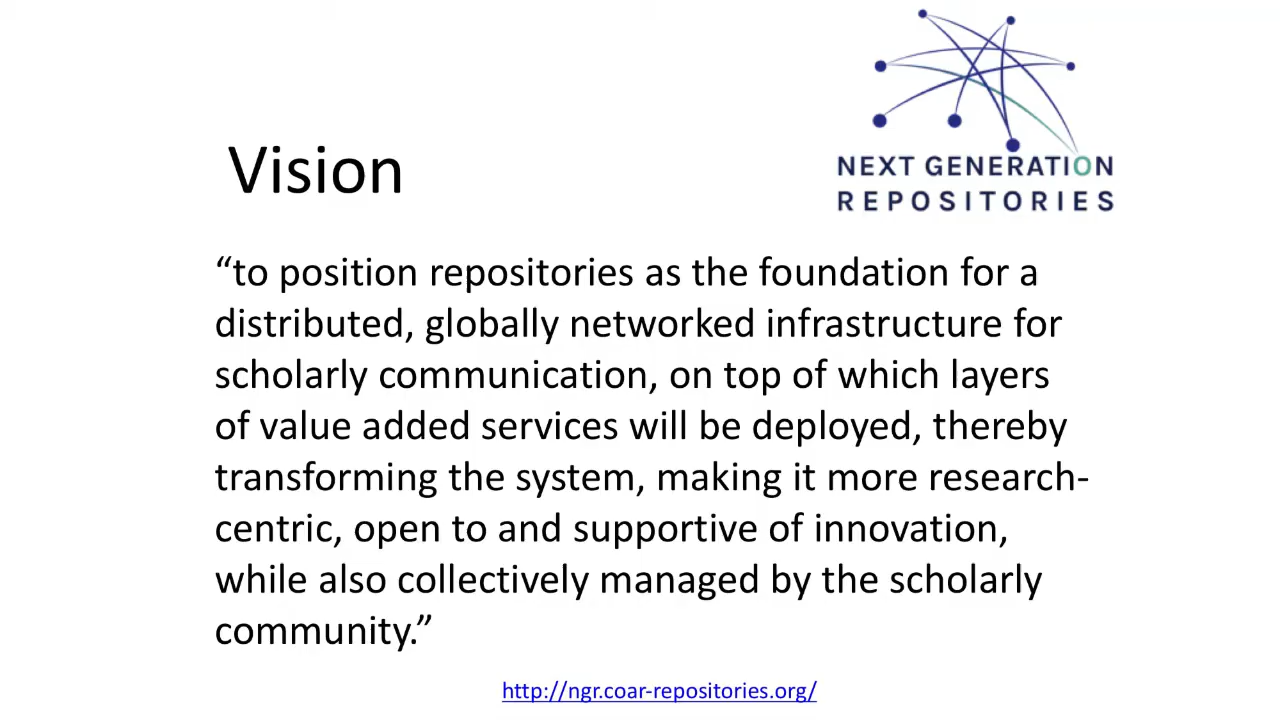 NEXT GENERATION
REPOSITORIES
Vision
“to position repositories as the foundation for a
distributed, globally networked infrastructure for
scholarly communication, on top of which layers
of value added services will be deployed, thereby
transforming the system, making it more research-
centric, open to and supportive of innovation,
while also collectively managed by the scholarly
community.”
http://ngr.coar-repositories.org/